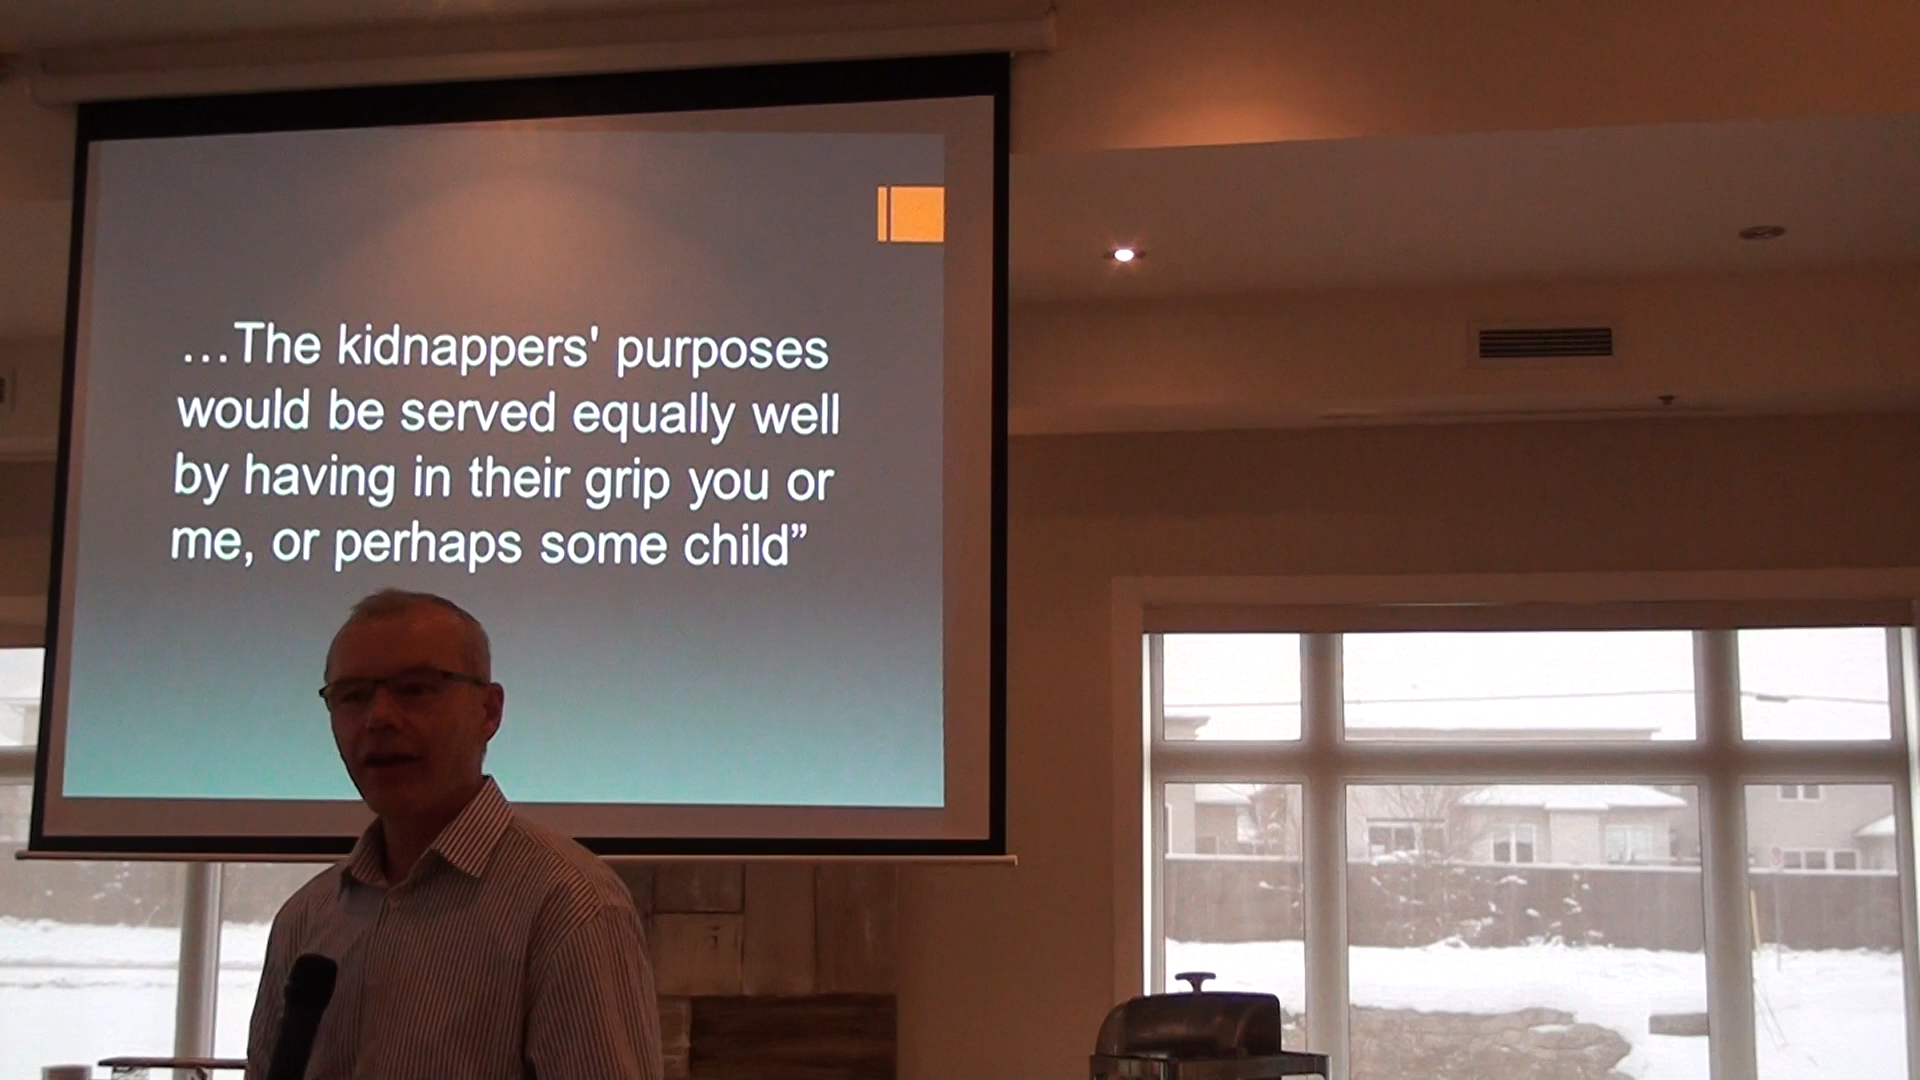 ...The kidnappers' purposes
would be served equally well
by having in their grip you or
me, or perhaps some child”